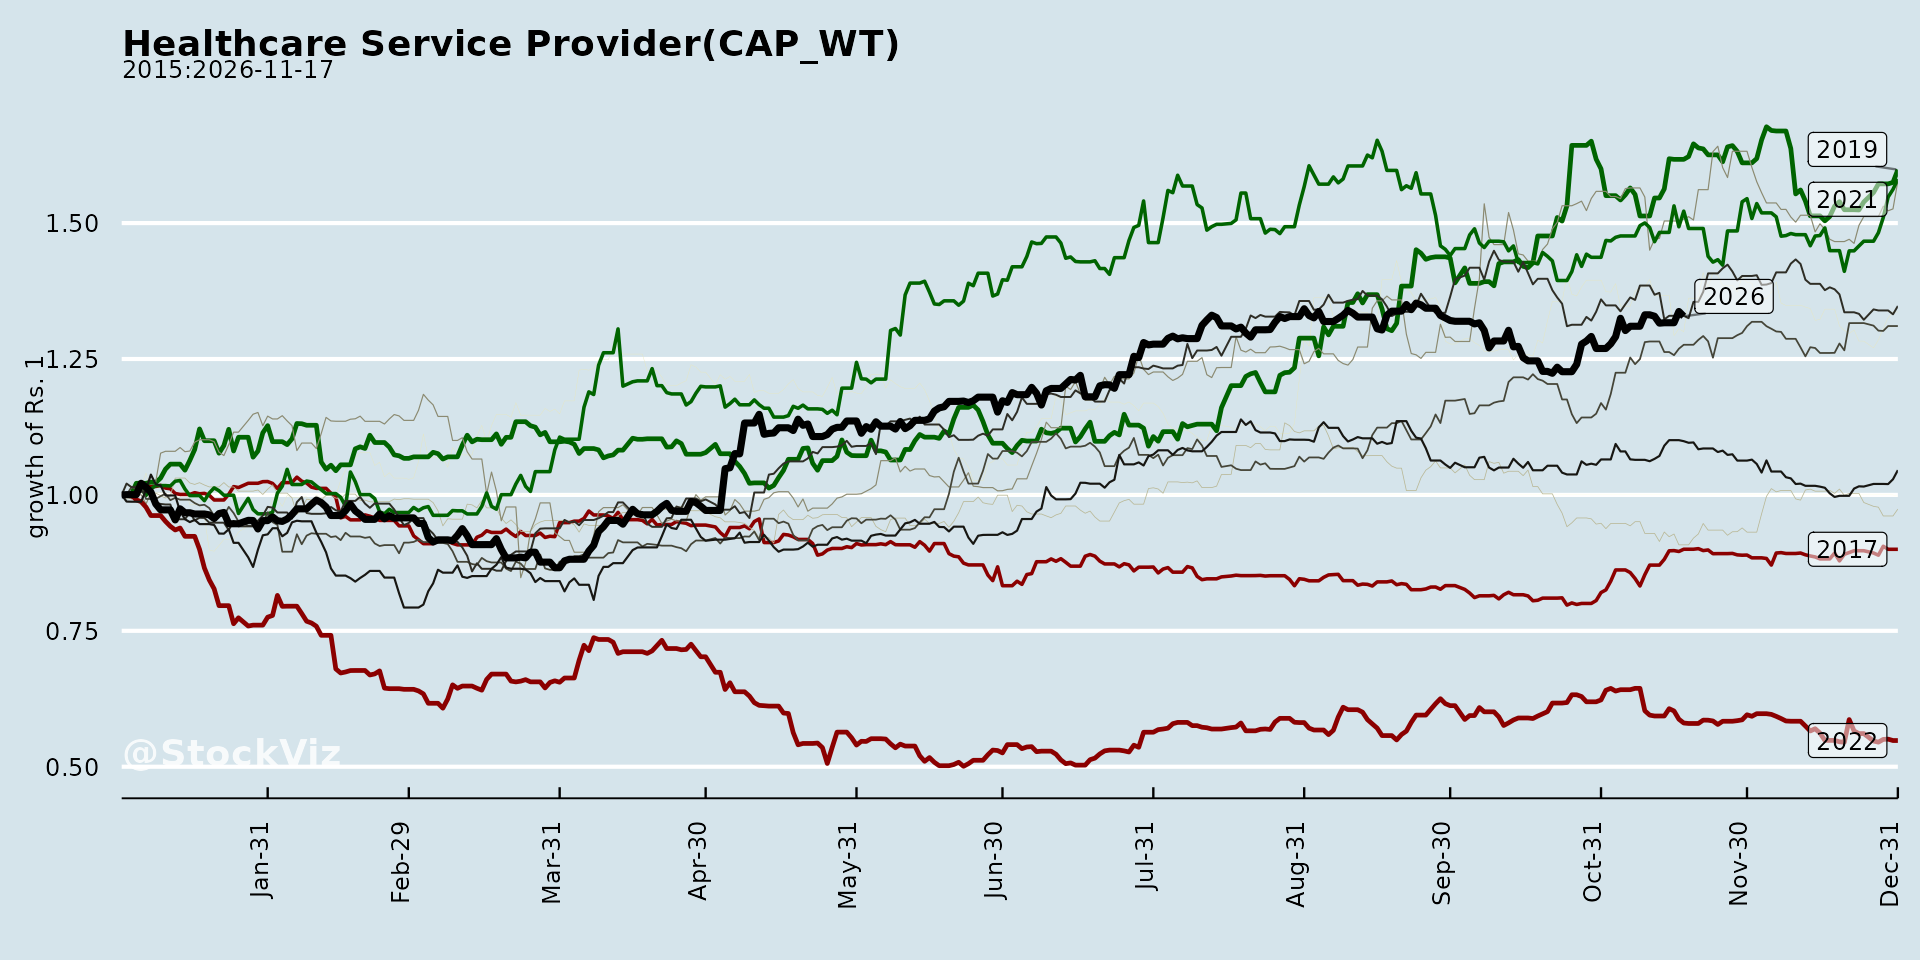 Healthcare Service Provider(CAP_WT)
2015:2026-11-17
growth of Rs. 1
1.50
1.25
1.00
0.75
0.50
2019
2021
2026
2017
2022
@StockViz
Jan-31
Feb-29
Mar-31
Apr-30
May-31
Jun-30
Jul-31
Aug-31
Sep-30
Oct-31
Nov-30
Dec-31